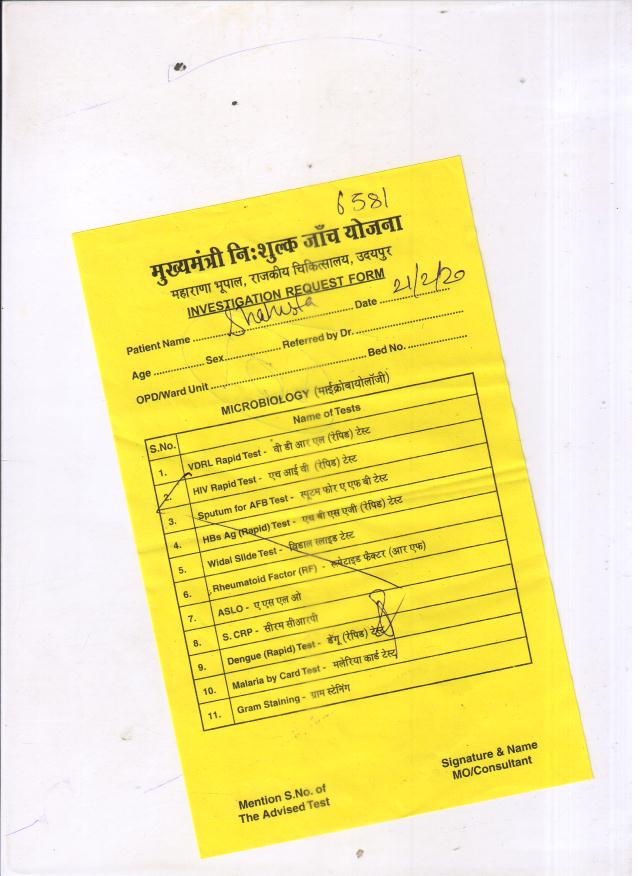 6581
मुख्यमंत्री नि:शुल्क जाँच योजना
महाराणा भूपाल, राजकीय चिकित्सालय, उदयपुर
INVESTIGATION REQUEST FORM
Patient Name ........ Date 21/2/20
Age ........ Sex ........ Referred by Dr. ........
OPD/Ward Unit ........ Bed No. ........
MICROBIOLOGY (माईक्रोबायोलॉजी)
S.No. Name of Tests
1. VDRL Rapid Test - वी डी आर एल (रेपिड) टेस्ट
2. HIV Rapid Test - एच आई वी (रेपिड) टेस्ट
3. Sputum for AFB Test - स्पूटम फोर ए एफ बी टेस्ट
4. HBs Ag (Rapid) Test - एच बी एस एजी (रेपिड) टेस्ट
5. Widal Slide Test - विडाल स्लाइड टेस्ट
6. Rheumatoid Factor (RF) - रूमेटाइड फैक्टर (आर एफ)
7. ASLO - ए एस एल ओ
8. S. CRP - सीरम सीआरपी
9. Dengue (Rapid) Test - डेंगू (रेपिड) टेस्ट
10. Malaria by Card Test - मलेरिया कार्ड टेस्ट
11. Gram Staining - ग्राम स्टेनिंग
Signature & Name
MO/Consultant
Mention S.No. of
The Advised Test